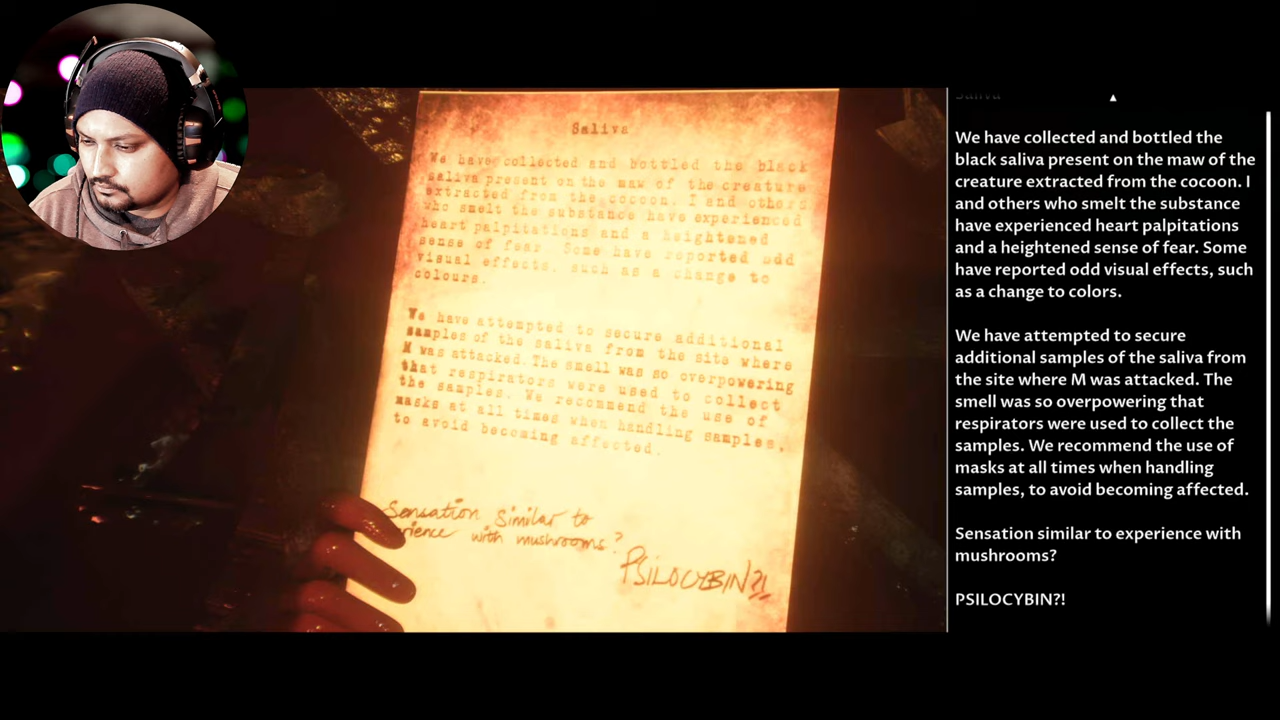 Saliva
We have collected and bottled the black
saliva present on the maw of the creature
extracted from the cocoon. I and others
who smelt the substance have experienced
heart palpitations and a heightened
sense of fear. Some have reported odd
visual effects, such as a change to
colours.
We have attempted to secure additional
samples of the saliva from the site where
M was attacked. The smell was so overpowering
that respirators were used to collect
the samples. We recommend the use of
masks at all times when handling samples,
to avoid becoming affected.
Sensation Similar to
erience with mushrooms?
PSILOCYBIN?!
Saliva
We have collected and bottled the
black saliva present on the maw of the
creature extracted from the cocoon. I
and others who smelt the substance
have experienced heart palpitations
and a heightened sense of fear. Some
have reported odd visual effects, such
as a change to colors.
We have attempted to secure
additional samples of the saliva from
the site where M was attacked. The
smell was so overpowering that
respirators were used to collect the
samples. We recommend the use of
masks at all times when handling
samples, to avoid becoming affected.
Sensation similar to experience with
mushrooms?
PSILOCYBIN?!